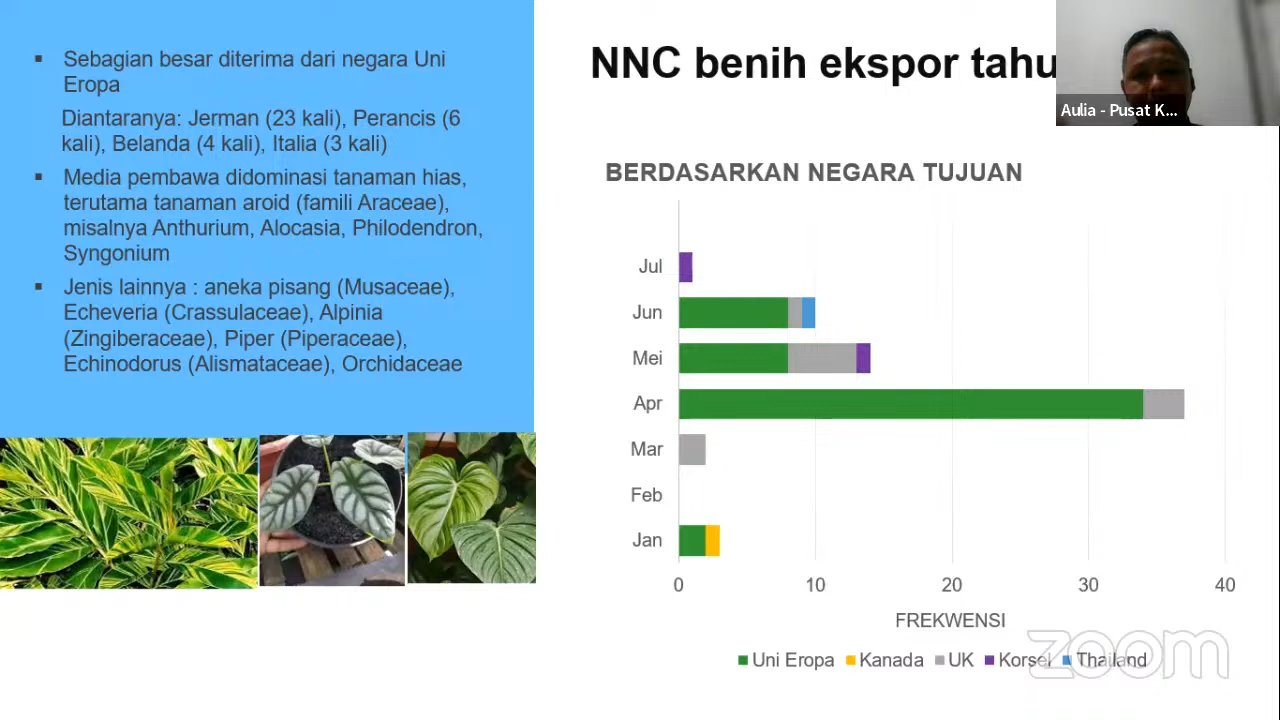 ▪ Sebagian besar diterima dari negara Uni
Eropa
Diantaranya: Jerman (23 kali), Perancis (6
kali), Belanda (4 kali), Italia (3 kali)
▪ Media pembawa didominasi tanaman hias,
terutama tanaman aroid (famili Araceae),
misalnya Anthurium, Alocasia, Philodendron,
Syngonium
▪ Jenis lainnya : aneka pisang (Musaceae),
Echeveria (Crassulaceae), Alpinia
(Zingiberaceae), Piper (Piperaceae),
Echinodorus (Alismataceae), Orchidaceae
NNC benih ekspor tahu
Aulia - Pusat K...
BERDASARKAN NEGARA TUJUAN
Jul
Jun
Mei
Apr
Mar
Feb
Jan
0 10 20 30 40
FREKWENSI
Uni Eropa Kanada UK Korsel Thailand
zoom